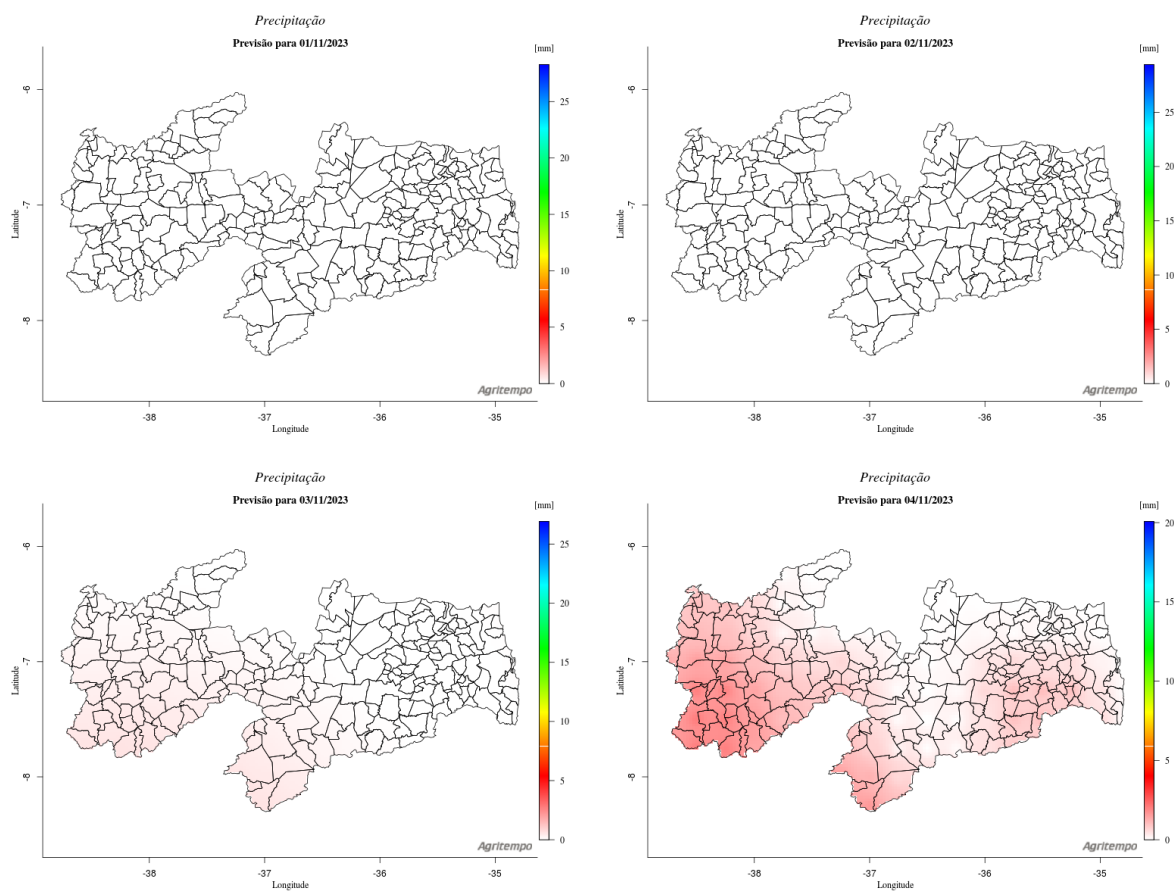 Precipitação
Previsão para 01/11/2023
[mm]
25
20
15
10
5
0
-6
-7
-8
Latitude
Agritempo
-38
-37
-36
-35
Longitude
Precipitação
Previsão para 02/11/2023
[mm]
25
20
15
10
5
0
-6
-7
-8
Latitude
Agritempo
-38
-37
-36
-35
Longitude
Precipitação
Previsão para 03/11/2023
[mm]
25
20
15
10
5
0
-6
-7
-8
Latitude
Agritempo
-38
-37
-36
-35
Longitude
Precipitação
Previsão para 04/11/2023
[mm]
20
15
10
5
0
-6
-7
-8
Latitude
Agritempo
-38
-37
-36
-35
Longitude